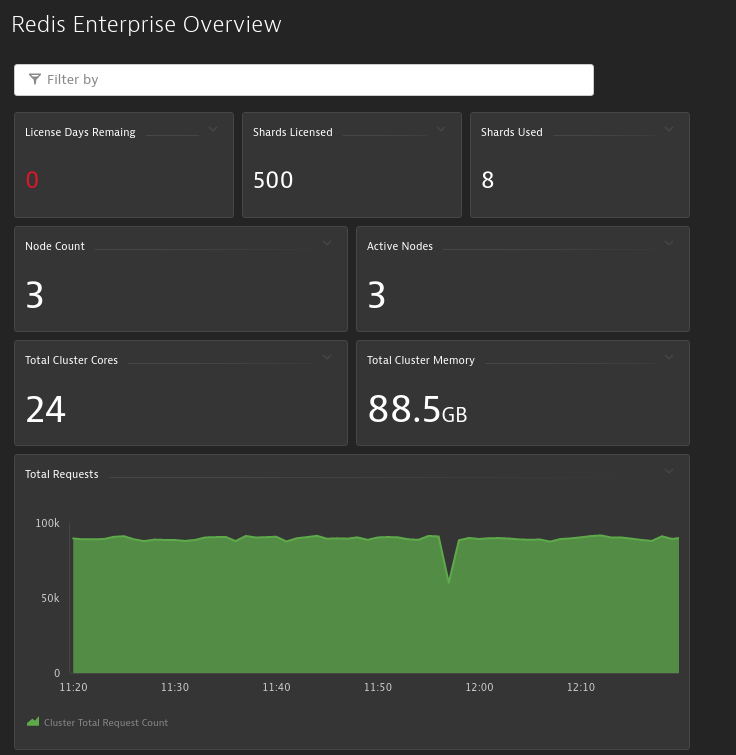 Redis Enterprise Overview
Filter by
License Days Remaing
Shards Licensed
Shards Used
0
500
8
Node Count
Active Nodes
3
3
Total Cluster Cores
Total Cluster Memory
24
88.5GB
Total Requests
100k
50k
0
11:20 11:30 11:40 11:50 12:00 12:10
Cluster Total Request Count